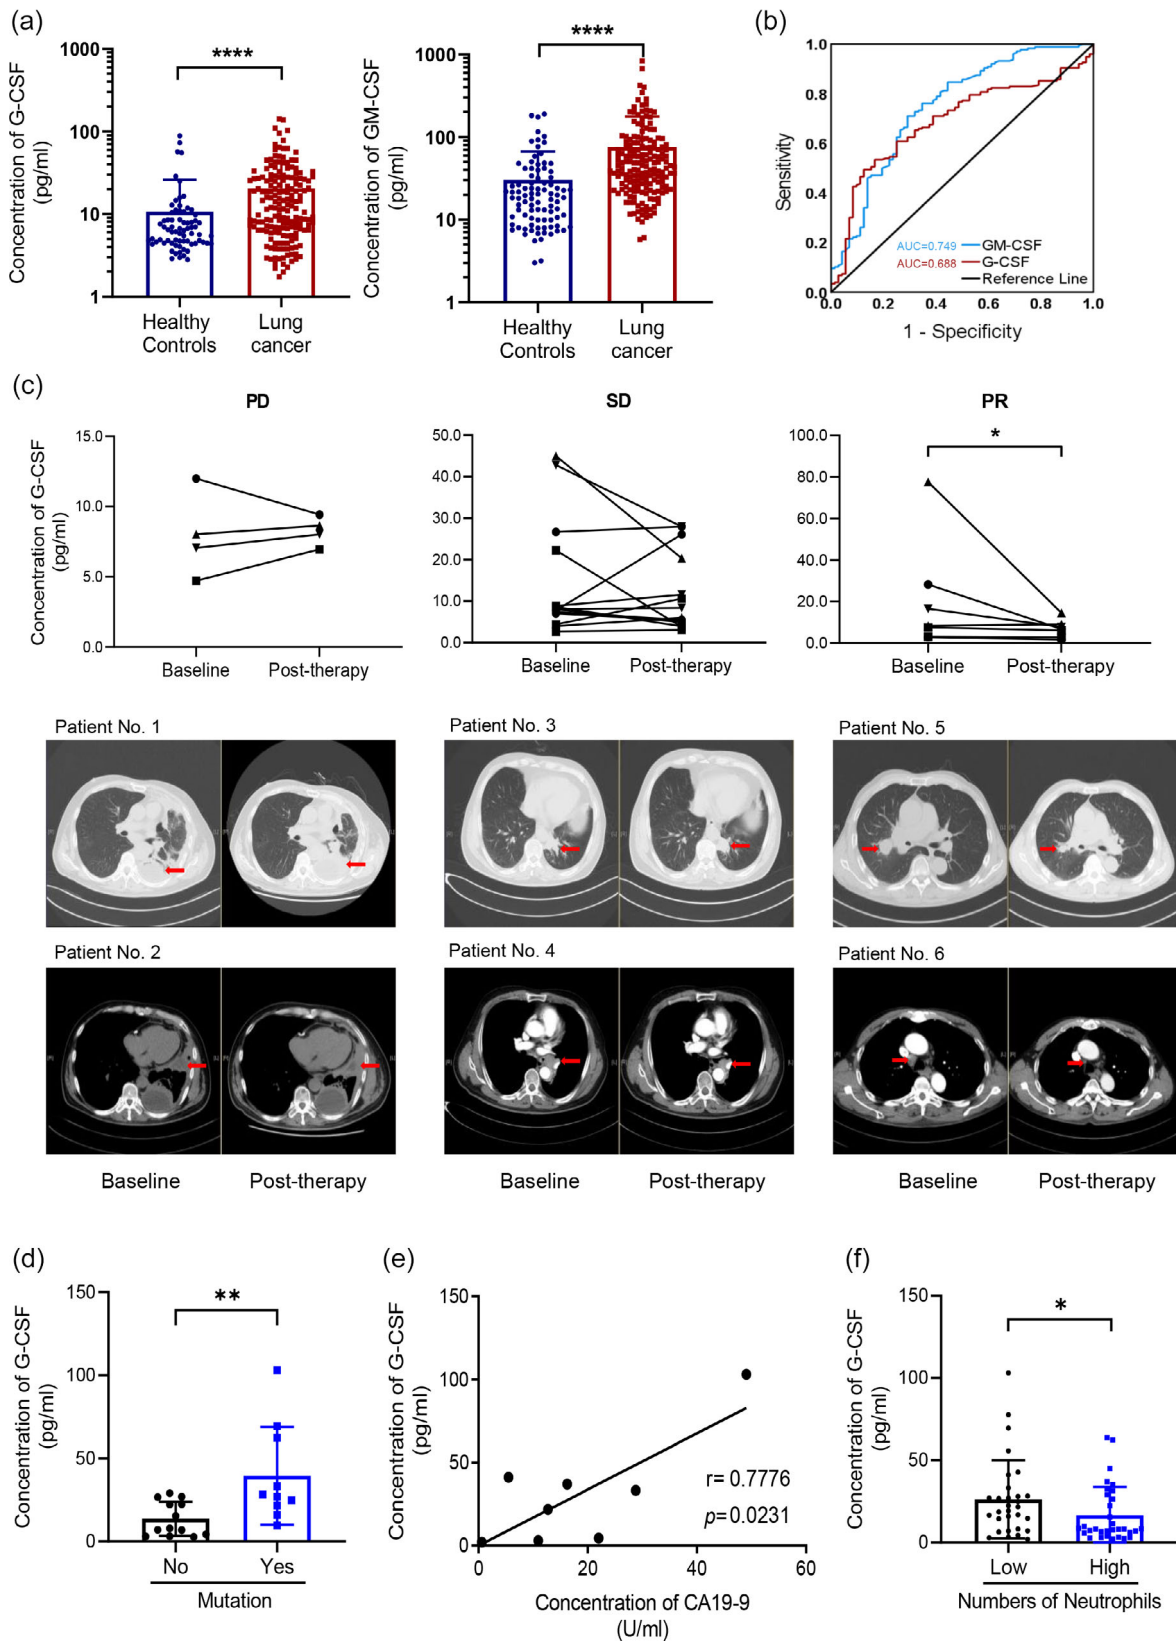 (a)
Concentration of G-CSF
(pg/ml)
1000
100
10
1
****
Healthy
Controls
Lung
cancer
Concentration of GM-CSF
(pg/ml)
1000
100
10
1
****
Healthy
Controls
Lung
cancer
(b)
Sensitivity
1.0
0.8
0.6
0.4
0.2
0.0
AUC=0.749 GM-CSF
AUC=0.688 G-CSF
Reference Line
0.0 0.2 0.4 0.6 0.8 1.0
1 - Specificity
(c)
PD
Concentration of G-CSF
(pg/ml)
15.0
10.0
5.0
0.0
Baseline Post-therapy
SD
50.0
40.0
30.0
20.0
10.0
0.0
Baseline Post-therapy
PR
100.0
80.0
60.0
40.0
20.0
0.0
*
Baseline Post-therapy
Patient No. 1
Patient No. 3
Patient No. 5
Patient No. 2
Patient No. 4
Patient No. 6
Baseline Post-therapy
Baseline Post-therapy
Baseline Post-therapy
(d)
Concentration of G-CSF
(pg/ml)
150
100
50
0
**
No Yes
Mutation
(e)
Concentration of G-CSF
(pg/ml)
150
100
50
0
r= 0.7776
p=0.0231
0 20 40 60
Concentration of CA19-9
(U/ml)
(f)
Concentration of G-CSF
(pg/ml)
150
100
50
0
*
Low High
Numbers of Neutrophils